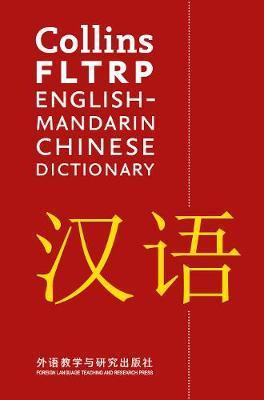 Collins
FLTRP
ENGLISH-
MANDARIN
CHINESE
DICTIONARY
汉语
外语教学与研究出版社
FOREIGN LANGUAGE TEACHING AND RESEARCH PRESS